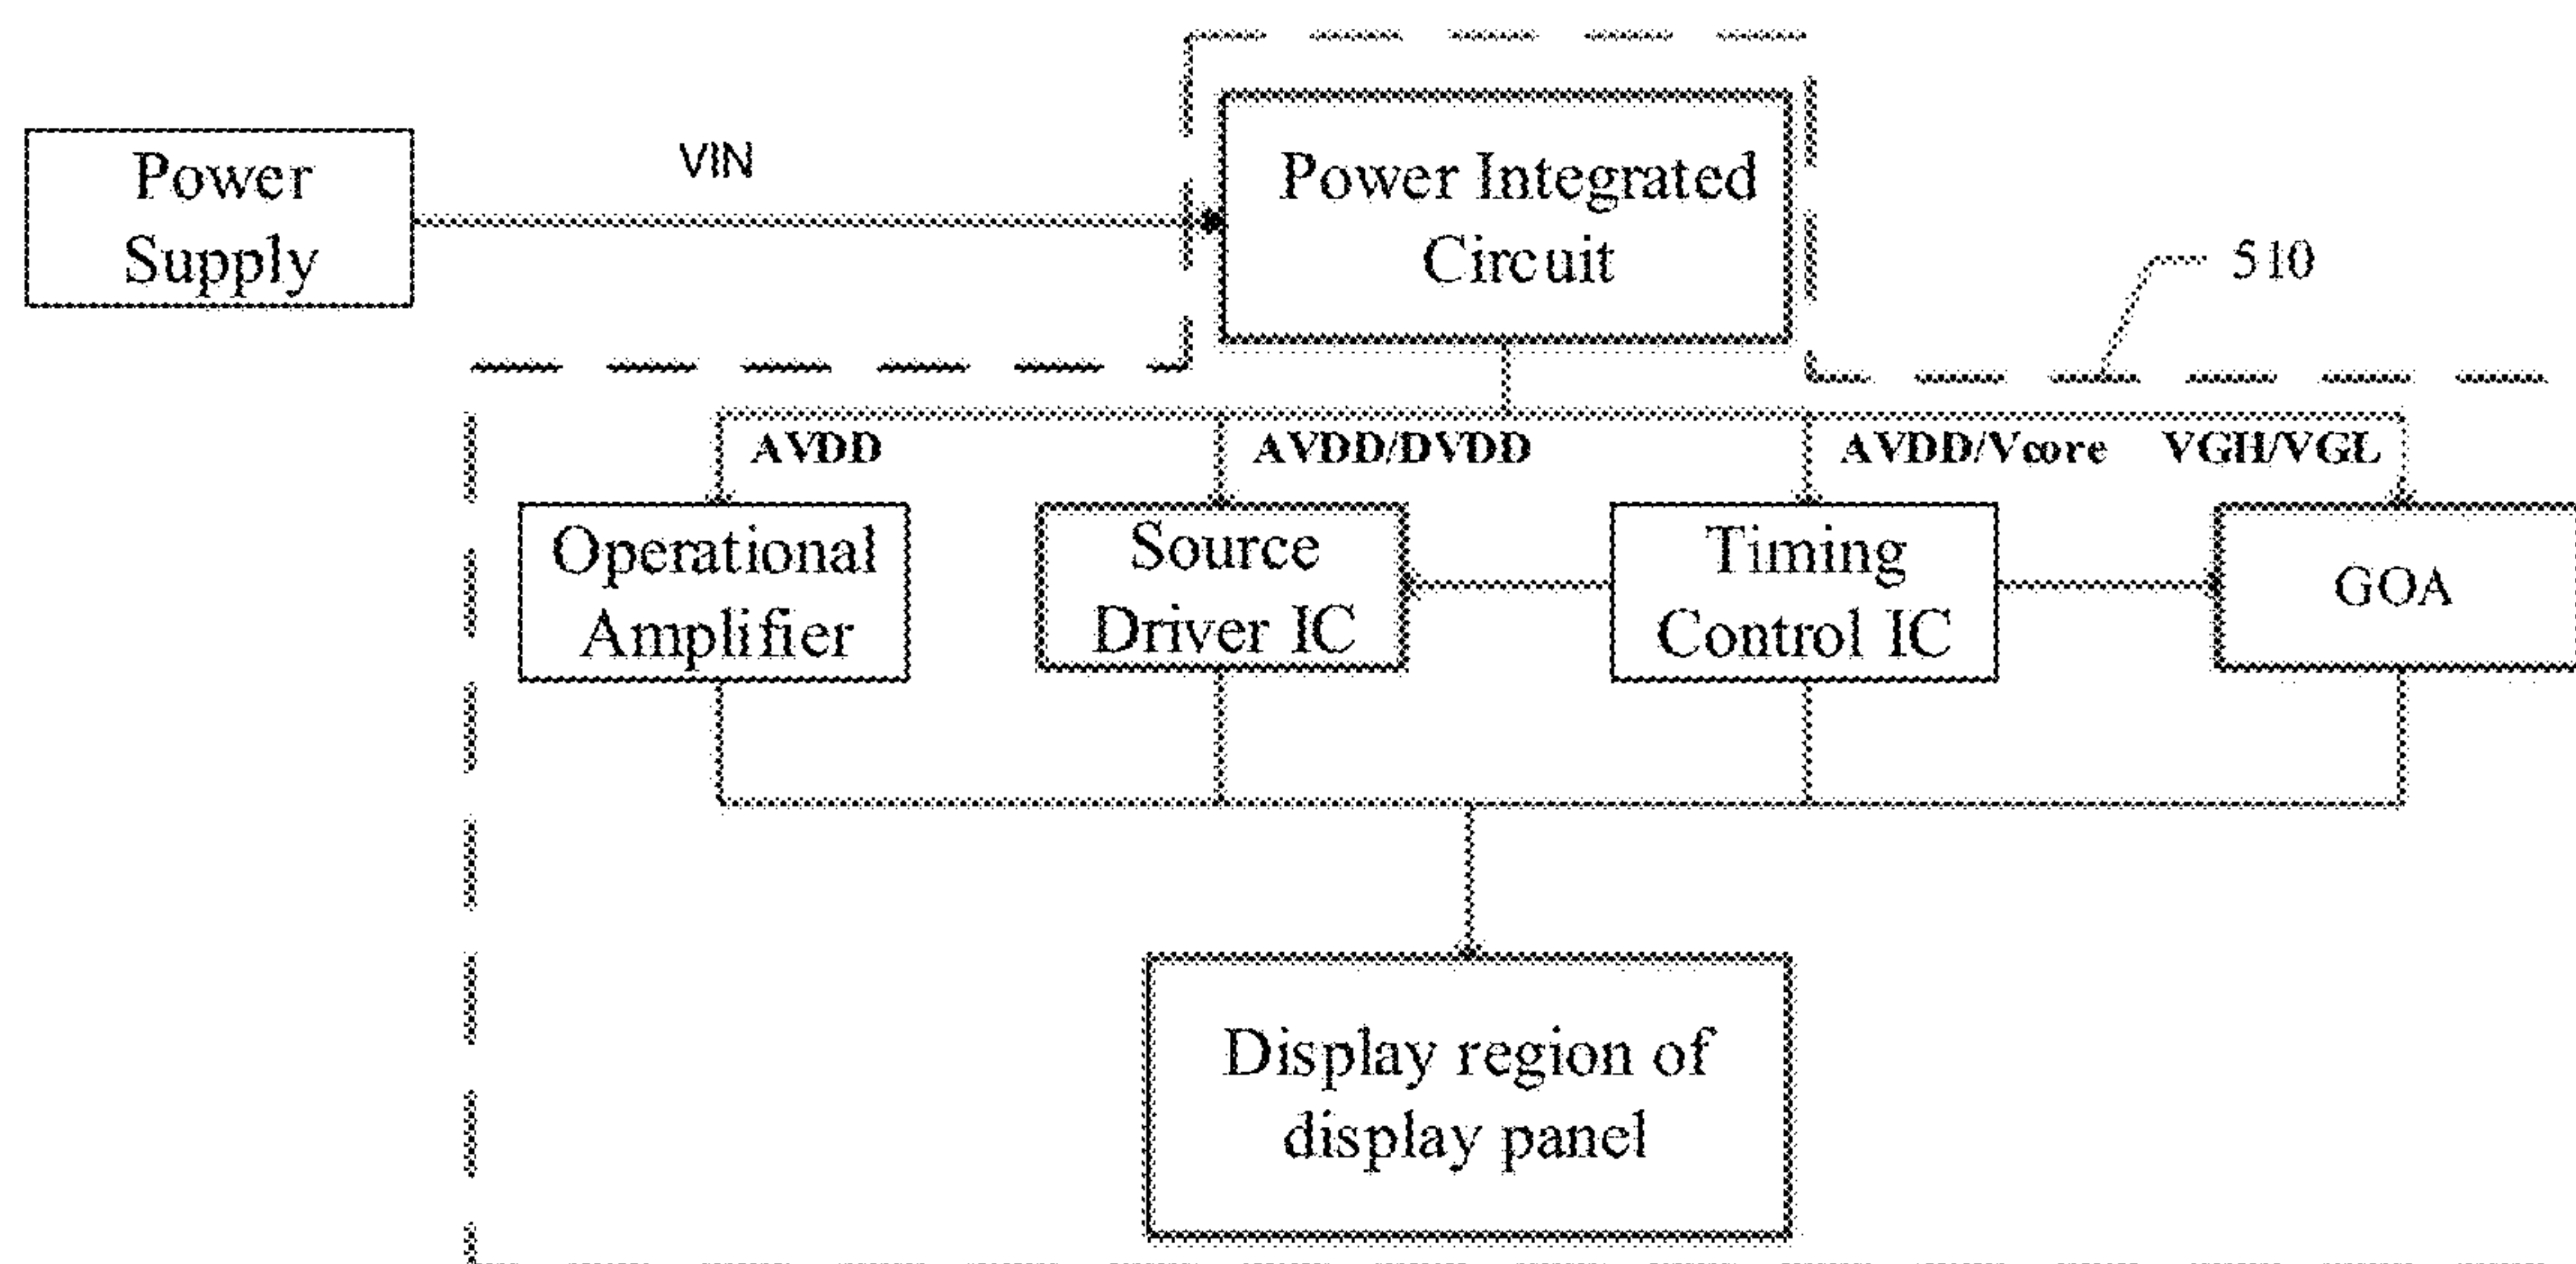 Power
Supply
VIN
Power Integrated
Circuit
510
AVDD
AVDD/DVDD
AVDD/Vcore
VGH/VGL
Operational
Amplifier
Source
Driver IC
Timing
Control IC
GOA
Display region of
display panel